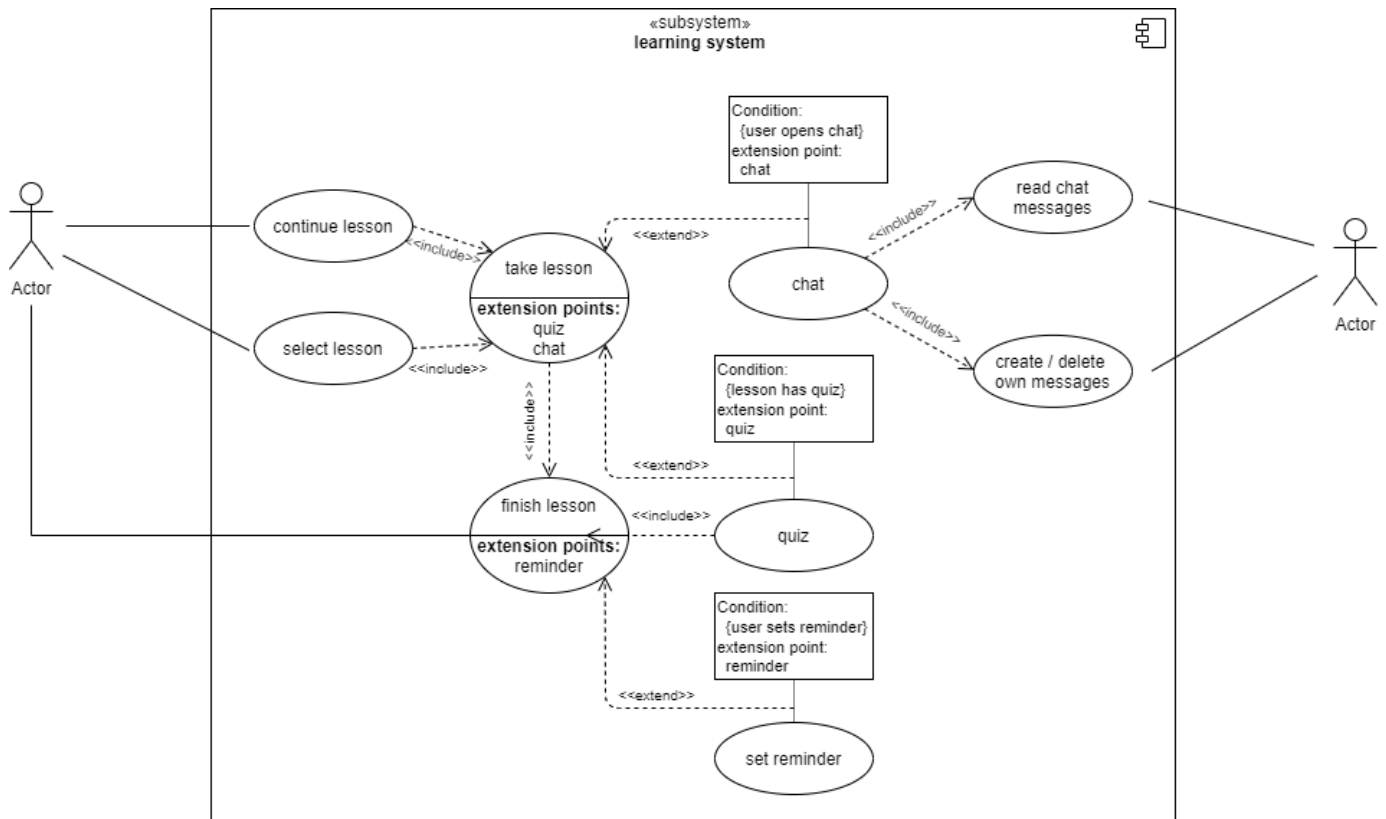 «subsystem»
learning system
Condition:
{user opens chat}
extension point:
chat
read chat
messages
continue lesson
<<include>>
<<include>>
<<extend>>
take lesson
extension points:
quiz
chat
chat
Actor
Actor
select lesson
<<include>>
<<include>>
create / delete
own messages
Condition:
{lesson has quiz}
extension point:
quiz
<<include>>
<<extend>>
finish lesson
extension points:
reminder
<<include>>
quiz
Condition:
{user sets reminder}
extension point:
reminder
<<extend>>
set reminder